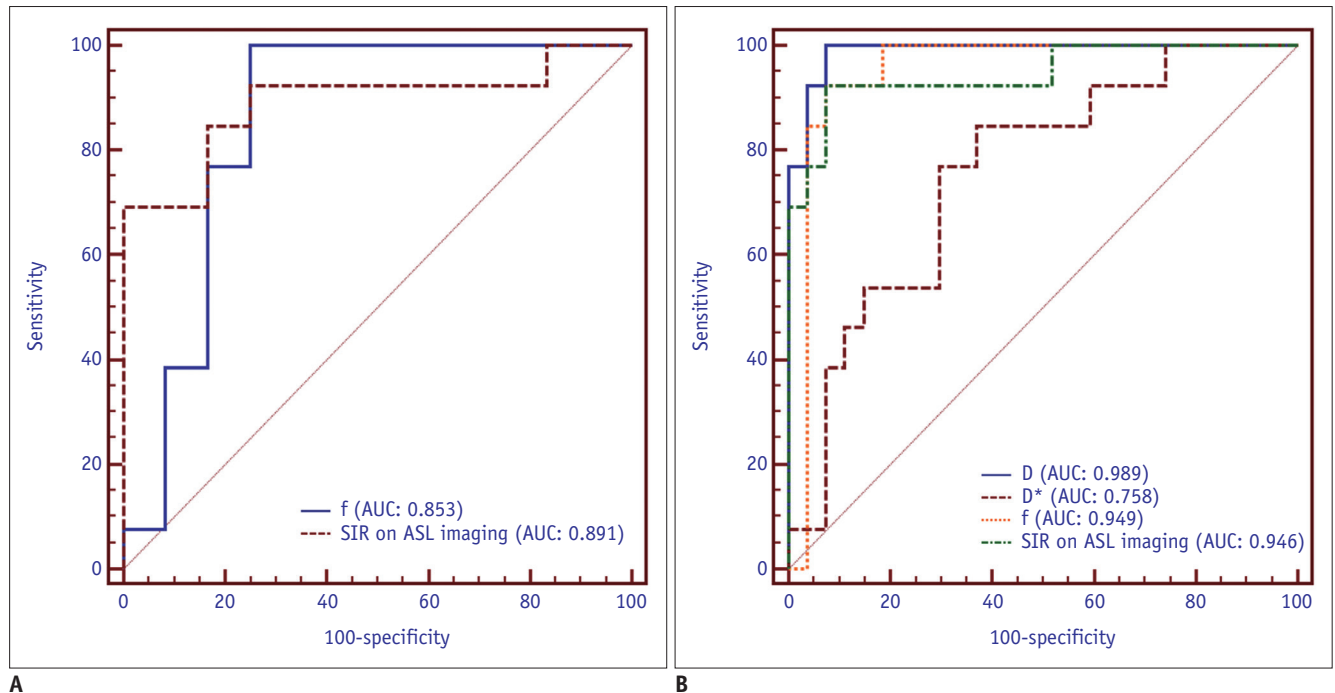 100
80
60
40
20
0
Sensitivity
f (AUC: 0.853)
SIR on ASL imaging (AUC: 0.891)
0 20 40 60 80 100
100-specificity
A
100
80
60
40
20
0
Sensitivity
D (AUC: 0.989)
D* (AUC: 0.758)
f (AUC: 0.949)
SIR on ASL imaging (AUC: 0.946)
0 20 40 60 80 100
100-specificity
B